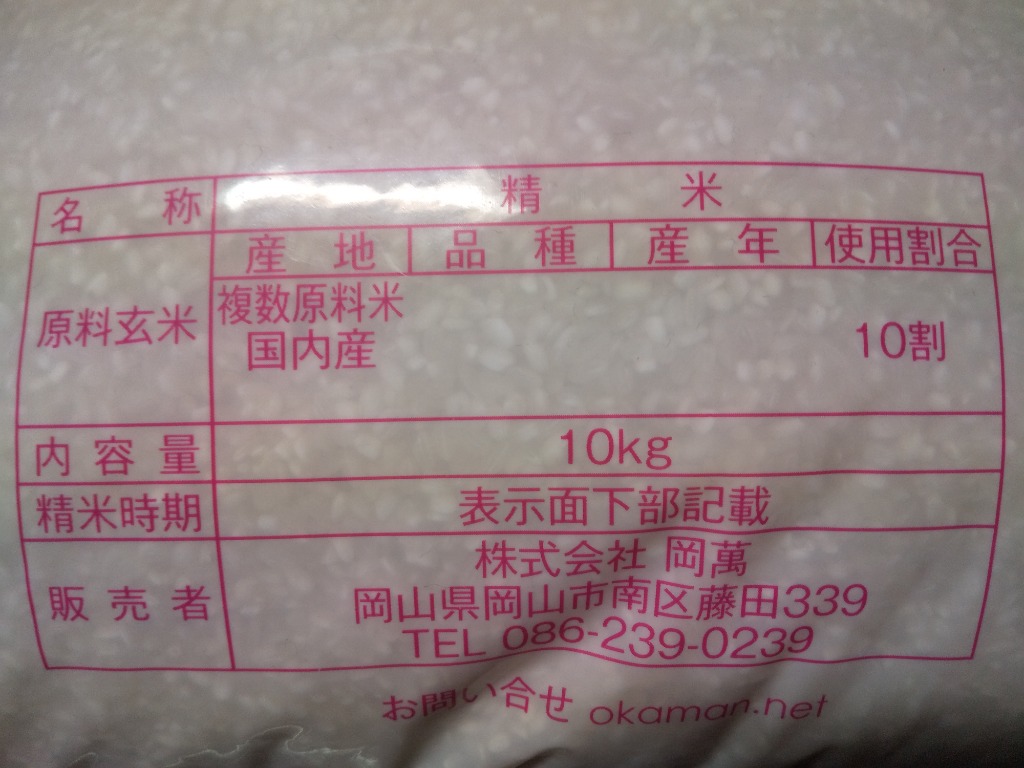 名称 精米
産地 品種 産年 使用割合
原料玄米 複数原料米
国内産 10割
内容量 10kg
精米時期 表示面下部記載
販売者 株式会社 岡萬
岡山県岡山市南区藤田339
TEL 086-239-0239
お問い合せ okaman.net